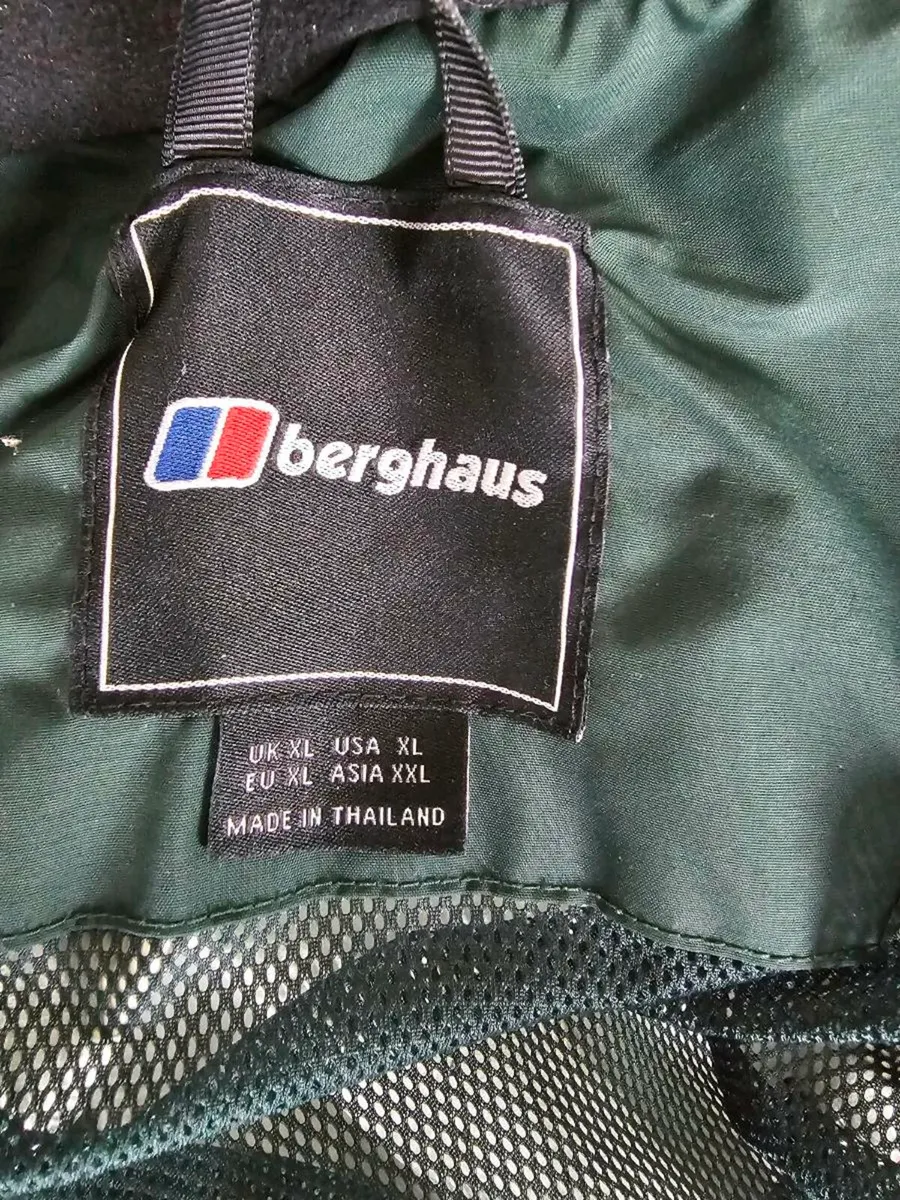 berghaus
UK XL USA XL
EU XL ASIA XXL
MADE IN THAILAND